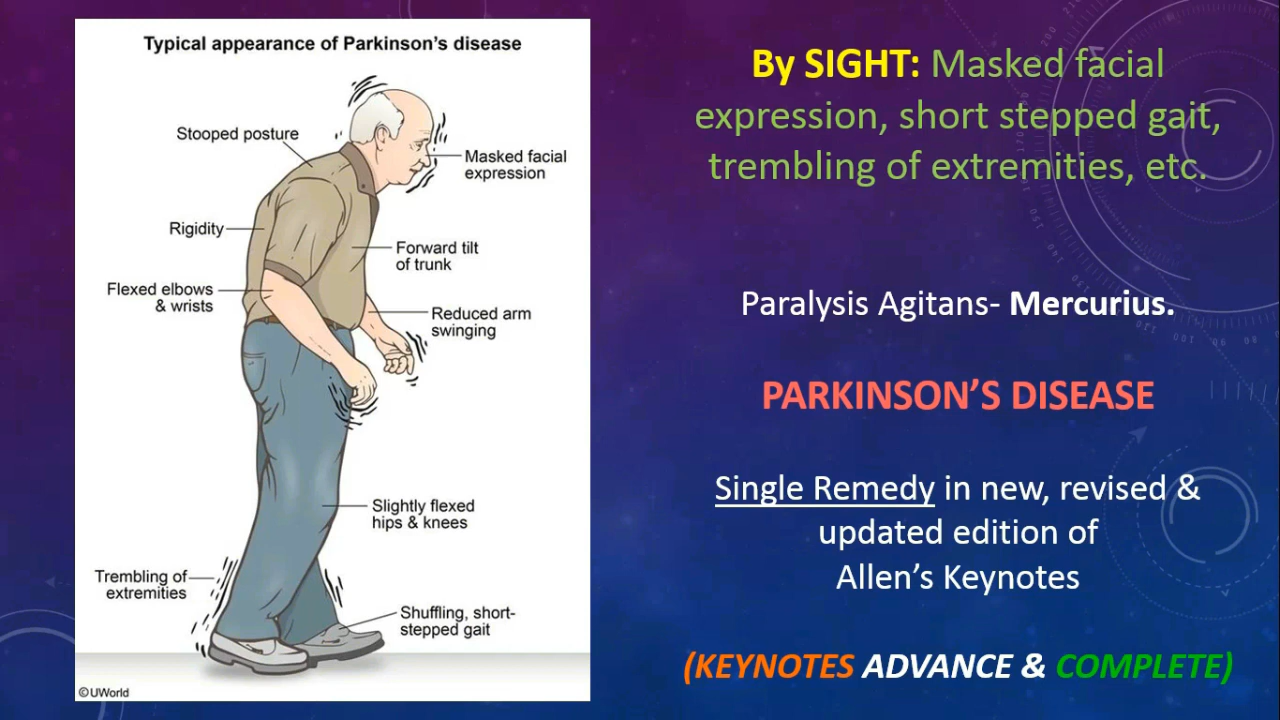 Typical appearance of Parkinson's disease
Stooped posture
Masked facial
expression
Rigidity
Forward tilt
of trunk
Flexed elbows
& wrists
Reduced arm
swinging
Slightly flexed
hips & knees
Trembling of
extremities
Shuffling, short-
stepped gait
©UWorld
By SIGHT: Masked facial
expression, short stepped gait,
trembling of extremities, etc.
Paralysis Agitans- Mercurius.
PARKINSON'S DISEASE
Single Remedy in new, revised &
updated edition of
Allen's Keynotes
(KEYNOTES ADVANCE & COMPLETE)